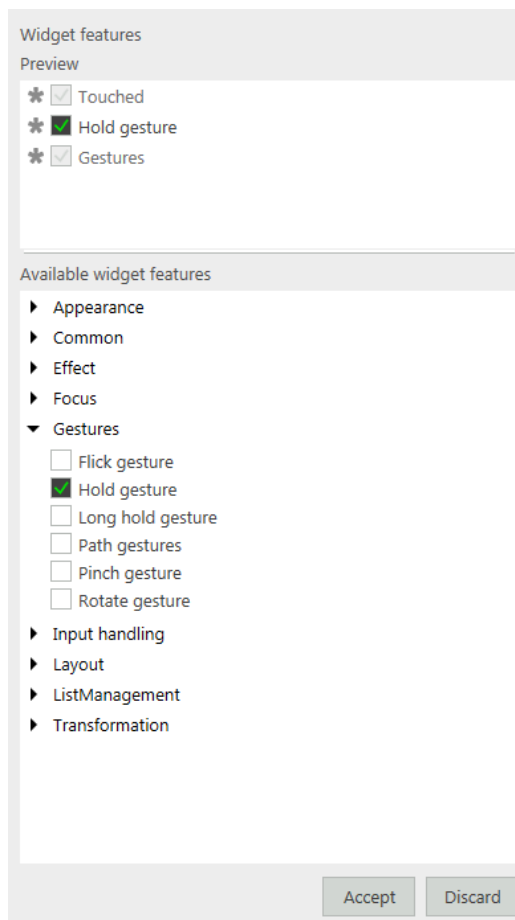 Widget features
Preview
Touched
Hold gesture
Gestures
Available widget features
Appearance
Common
Effect
Focus
Gestures
Flick gesture
Hold gesture
Long hold gesture
Path gestures
Pinch gesture
Rotate gesture
Input handling
Layout
ListManagement
Transformation
Accept Discard